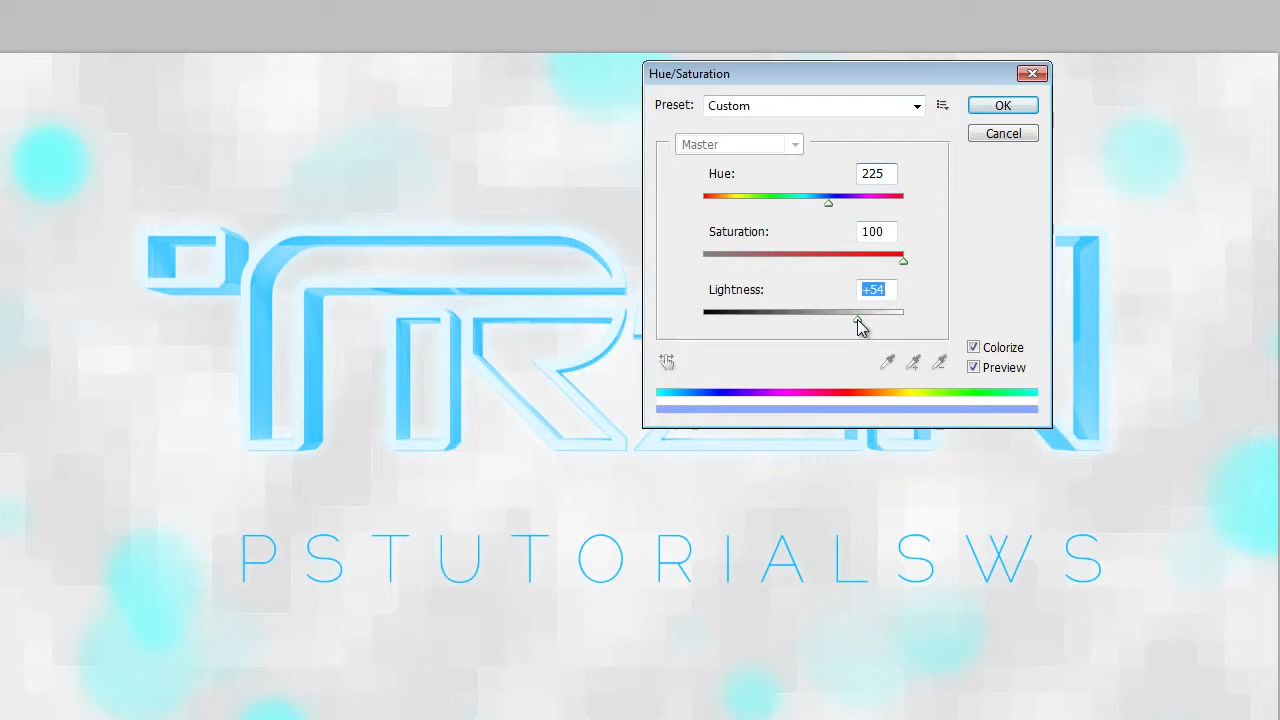 Hue/Saturation
Preset: Custom
OK
Cancel
Master
Hue: 225
Saturation: 100
Lightness: +54
Colorize
Preview
PSTUTORIALSWS